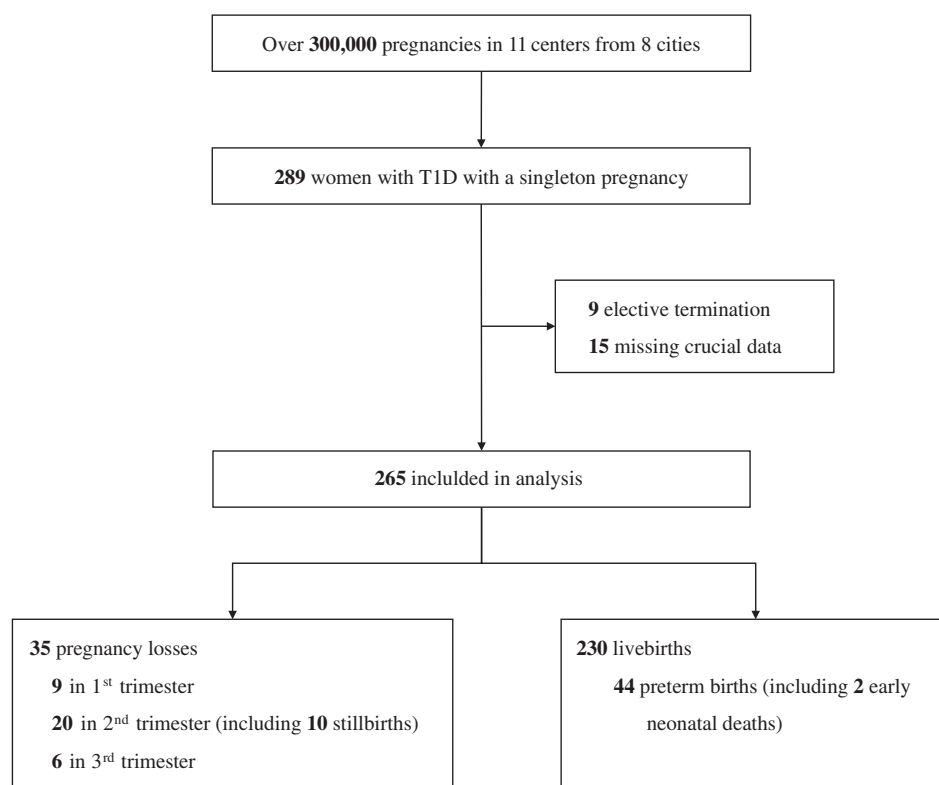 Over 300,000 pregnancies in 11 centers from 8 cities
289 women with T1D with a singleton pregnancy
9 elective termination
15 missing crucial data
265 inclulded in analysis
35 pregnancy losses
9 in 1st trimester
20 in 2nd trimester (including 10 stillbirths)
6 in 3rd trimester
230 livebirths
44 preterm births (including 2 early
neonatal deaths)